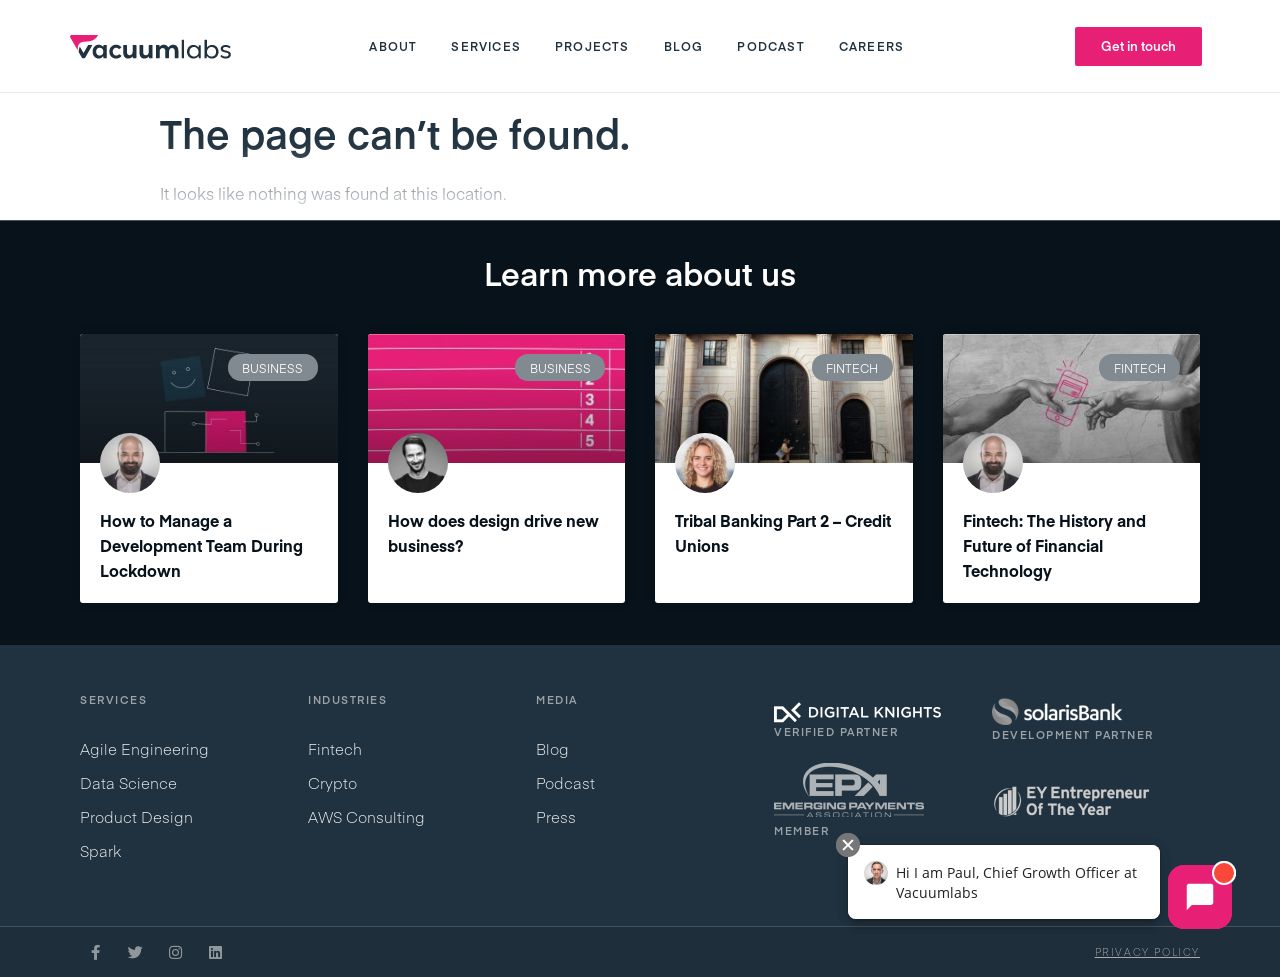 vacuumlabs
ABOUT
SERVICES
PROJECTS
BLOG
PODCAST
CAREERS
Get in touch
The page can’t be found.
It looks like nothing was found at this location.
Learn more about us
BUSINESS
How to Manage a
Development Team During
Lockdown
BUSINESS
2
3
4
5
How does design drive new
business?
FINTECH
Tribal Banking Part 2 – Credit
Unions
FINTECH
Fintech: The History and
Future of Financial
Technology
SERVICES
Agile Engineering
Data Science
Product Design
Spark
INDUSTRIES
Fintech
Crypto
AWS Consulting
MEDIA
Blog
Podcast
Press
DIGITAL KNIGHTS
VERIFIED PARTNER
solarisBank
DEVELOPMENT PARTNER
EPA
EMERGING PAYMENTS
ASSOCIATION
MEMBER
EY Entrepreneur
Of The Year
Hi I am Paul, Chief Growth Officer at
Vacuumlabs
PRIVACY POLICY